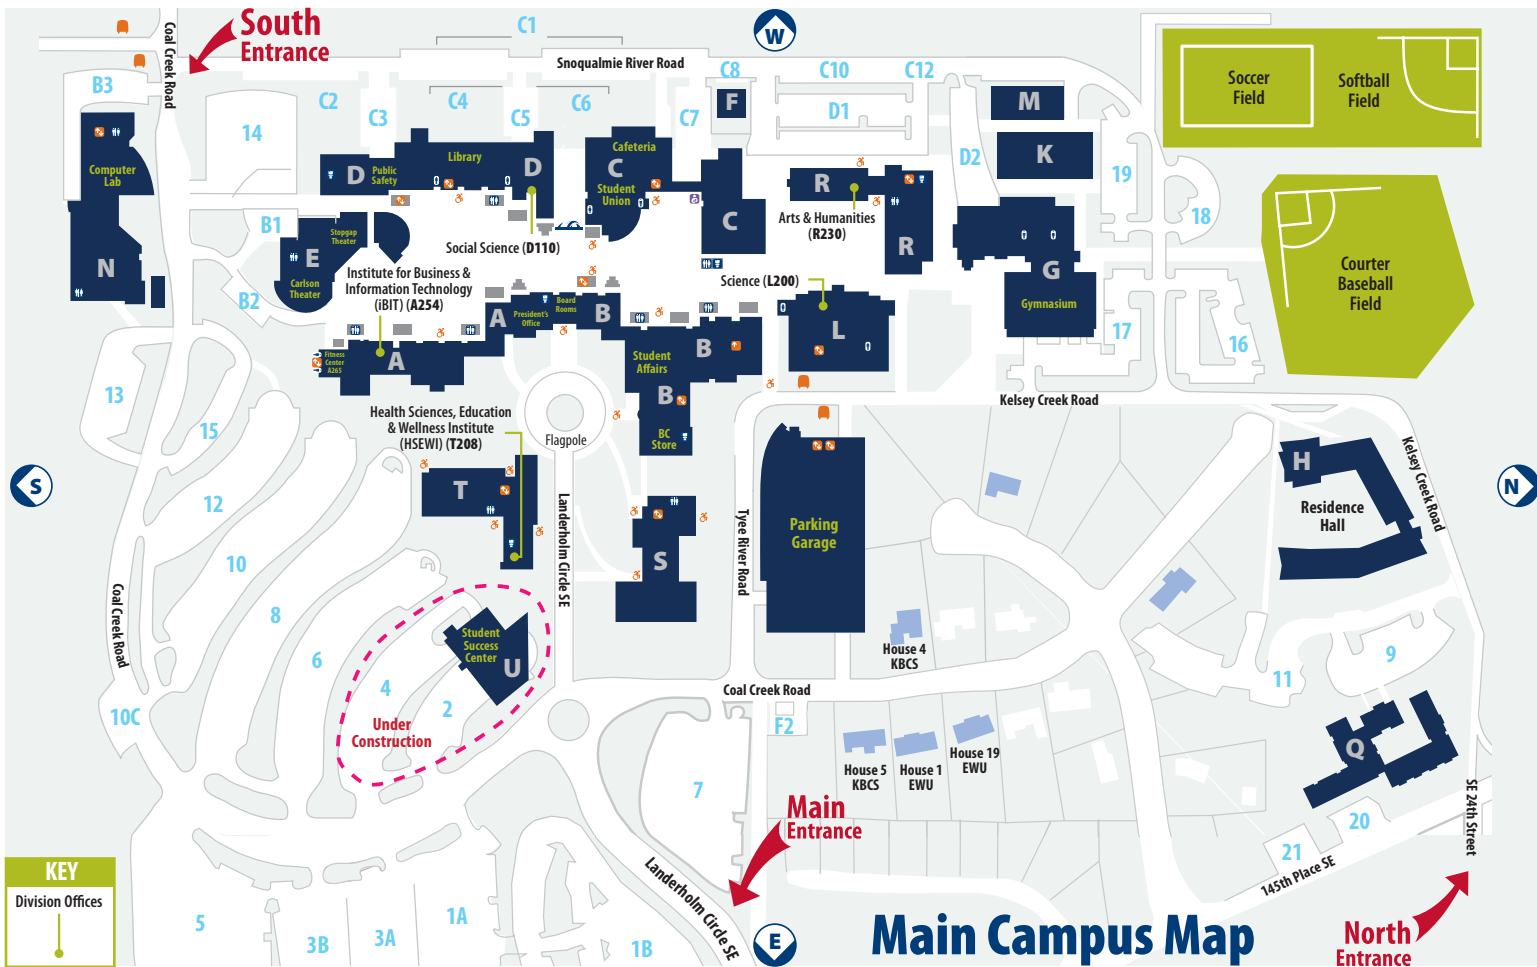 South
Entrance
Coal Creek Road
C1
W
Snoqualmie River Road
B3
C2
C3
C4
C5
C6
C7
C8
C10
C12
D1
D2
14
F
M
K
19
18
Soccer
Field
Softball
Field
Computer
Lab
N
D
Public
Safety
Library
D
Cafeteria
C
Student
Union
C
R
Arts & Humanities
(R230)
R
Social Science (D110)
B1
B2
Stopgap
Theater
E
Carlson
Theater
Institute for Business &
Information Technology
(iBIT) (A254)
Science (L200)
G
Gymnasium
Courter
Baseball
Field
17
16
A
President's
Office
Board
Rooms
B
Fitness
Center
A265
A
Student
Affairs
B
B
BC
Store
L
Kelsey Creek Road
13
15
Health Sciences, Education
& Wellness Institute
(HSEWI) (T208)
Flagpole
S
12
10
8
6
T
Landerholm Circle SE
S
Tyee River Road
Parking
Garage
H
Residence
Hall
Kelsey Creek Road
N
Coal Creek Road
10C
Student
Success
Center
U
4
2
Under
Construction
House 4
KBCS
Coal Creek Road
F2
House 5
KBCS
House 1
EWU
House 19
EWU
11
9
Q
SE 24th Street
20
21
145th Place SE
7
Main
Entrance
Landerholm Circle SE
KEY
Division Offices
5
3B
3A
1A
1B
E
Main Campus Map
North
Entrance